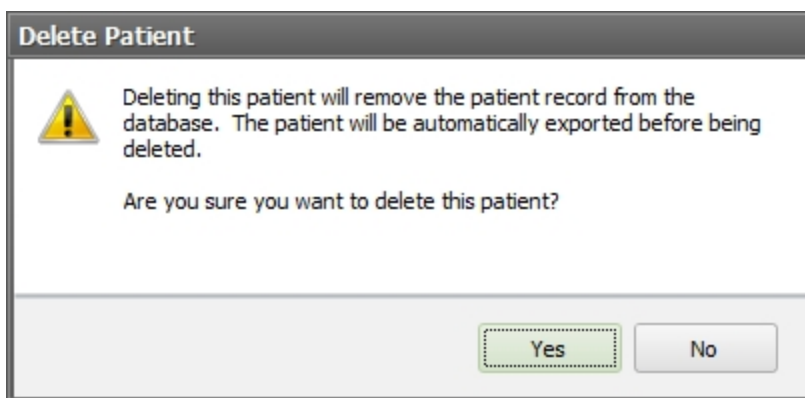 Delete Patient
Deleting this patient will remove the patient record from the
database.  The patient will be automatically exported before being
deleted.
Are you sure you want to delete this patient?
Yes
No